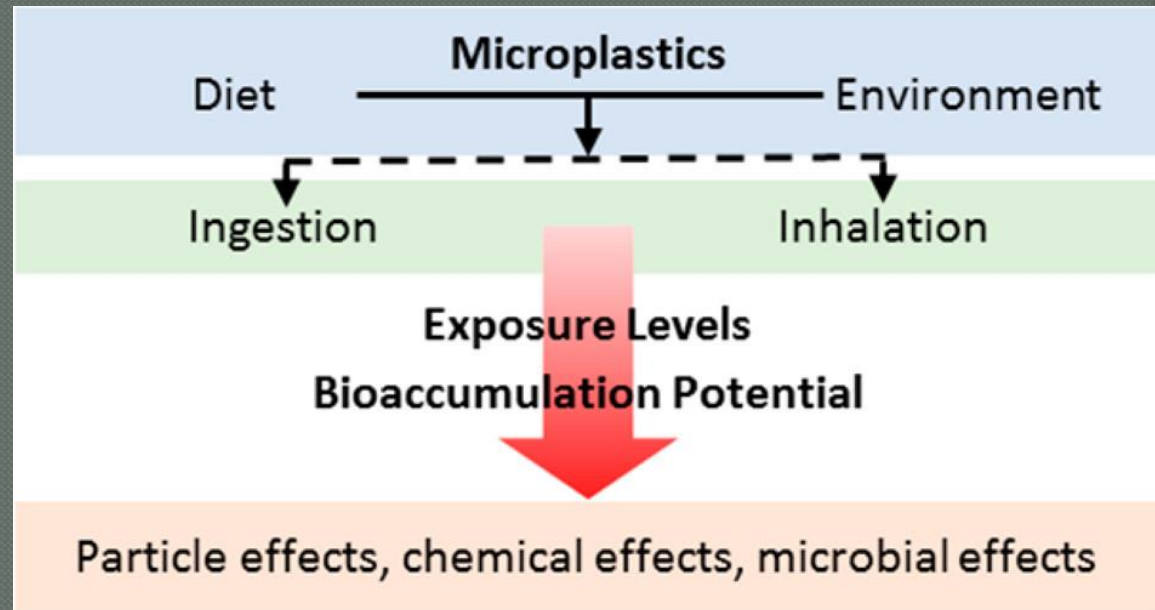 Microplastics
Diet Environment
Ingestion Inhalation
Exposure Levels
Bioaccumulation Potential
Particle effects, chemical effects, microbial effects